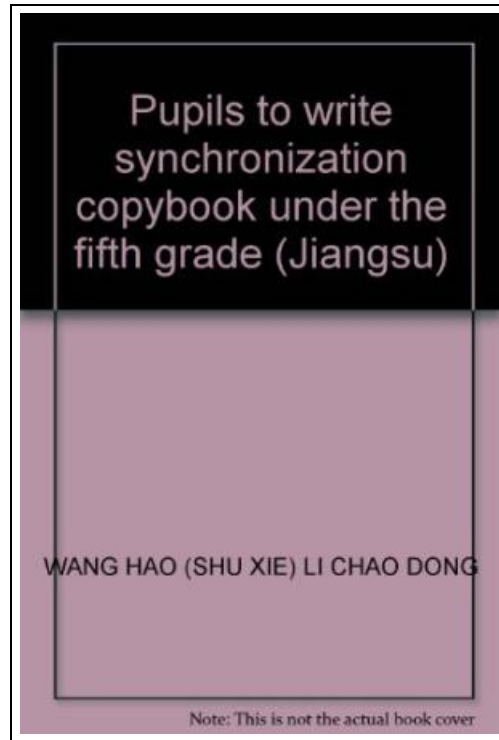 Pupils to write
synchronization
copybook under the
fifth grade (Jiangsu)
WANG HAO (SHU XIE) LI CHAO DONG
Note: This is not the actual book cover